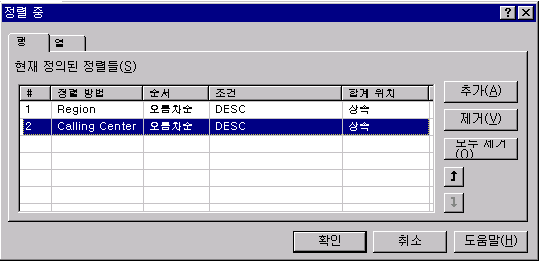 정렬 중
행 열
현재 정의된 정렬들(S)
# 정렬 방법 순서 조건 합계 위치
1 Region 오름차순 DESC 상속
2 Calling Center 오름차순 DESC 상속
추가(A)
제거(V)
모두 제거(O)
확인 취소 도움말(H)